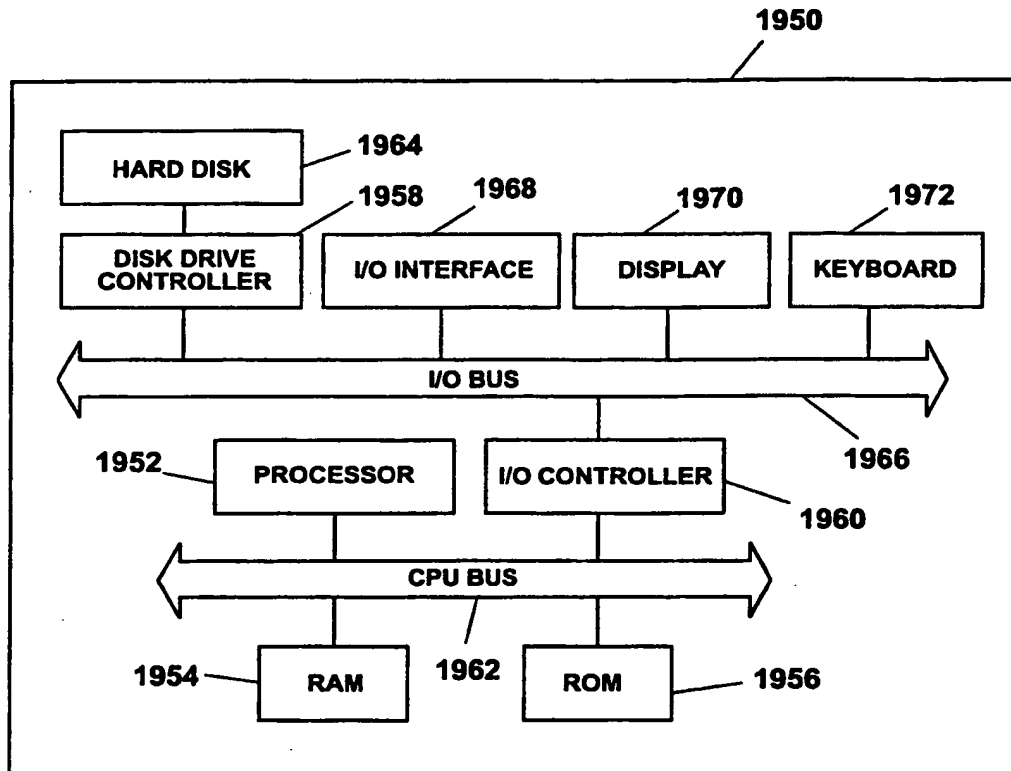 1950
HARD DISK
1964
1958
1968
1970
1972
DISK DRIVE
CONTROLLER
I/O INTERFACE
DISPLAY
KEYBOARD
I/O BUS
1966
1952
PROCESSOR
I/O CONTROLLER
1960
CPU BUS
1962
1954
RAM
ROM
1956